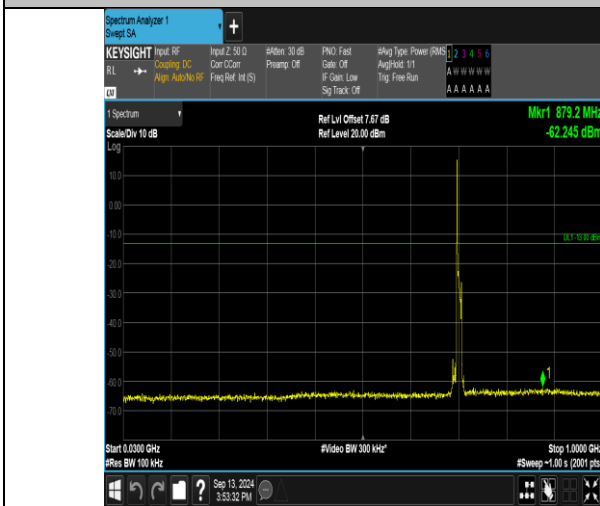 Spectrum Analyzer 1
Swept SA
KEYSIGHT Input: RF Input Z: 50 Ω #Atten: 30 dB PNO: Fast #Avg Type: Power (RMS 1 2 3 4 5 6
RL Coupling: DC Corr CCorr Preamp: Off Gate: Off Avg|Hold: 1/1 A W W W W W
Align: Auto/No RF Freq Ref: Int (S) IF Gain: Low Trig: Free Run
Sig Track: Off A A A A A A
1 Spectrum Ref Lvl Offset 7.67 dB Mkr1 879.2 MHz
Scale/Div 10 dB Ref Level 20.00 dBm -62.245 dBm
Log
10.0
0.00
-10.0
DL1 -13.00 dBm
-20.0
-30.0
-40.0
-50.0
-60.0
1
-70.0
Start 0.0300 GHz #Video BW 300 kHz* Stop 1.0000 GHz
#Res BW 100 kHz #Sweep ~1.00 s (2001 pts
? Sep 13, 2024
3:53:32 PM